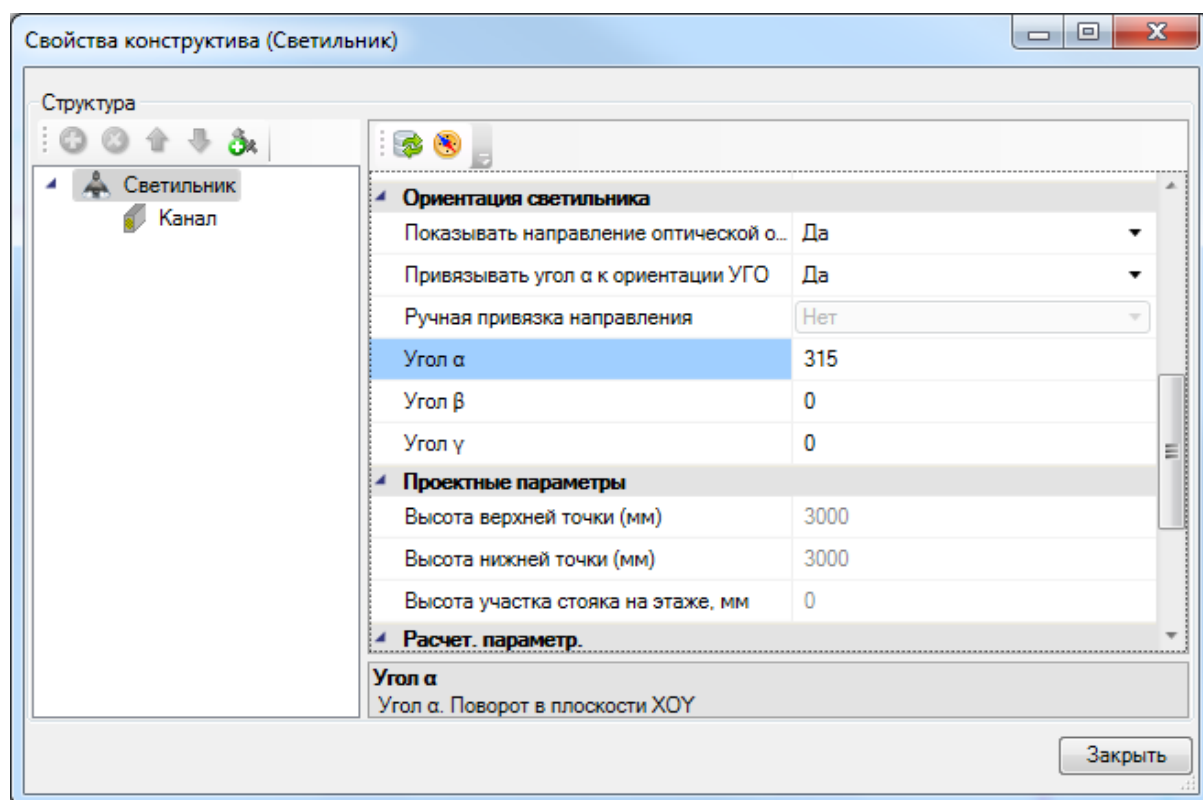 Свойства конструктива (Светильник)
Структура
Светильник
Канал
Ориентация светильника
Показывать направление оптической о... Да
Привязывать угол α к ориентации УГО Да
Ручная привязка направления Нет
Угол α 315
Угол β 0
Угол γ 0
Проектные параметры
Высота верхней точки (мм) 3000
Высота нижней точки (мм) 3000
Высота участка стояка на этаже, мм 0
Расчет. параметр.
Угол α
Угол α. Поворот в плоскости XOY
Закрыть